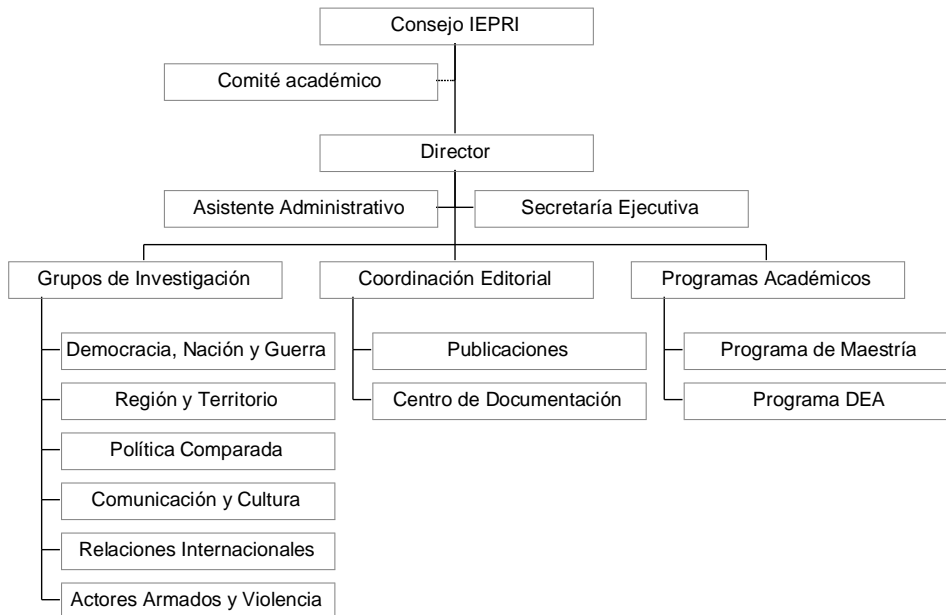 Consejo IEPRI
Comité académico
Director
Asistente Administrativo
Secretaría Ejecutiva
Grupos de Investigación
Democracia, Nación y Guerra
Región y Territorio
Política Comparada
Comunicación y Cultura
Relaciones Internacionales
Actores Armados y Violencia
Coordinación Editorial
Publicaciones
Centro de Documentación
Programas Académicos
Programa de Maestría
Programa DEA